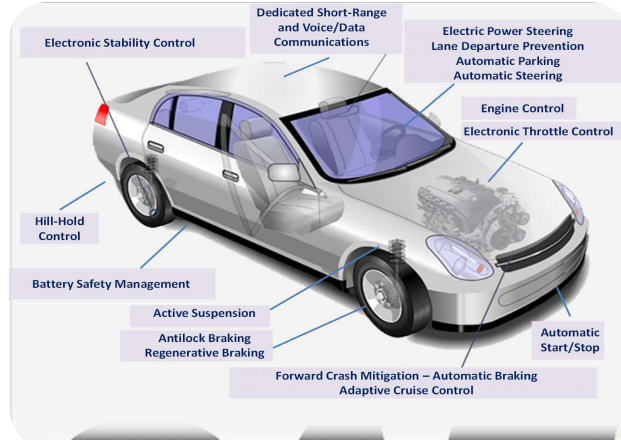 Dedicated Short-Range
and Voice/Data
Communications
Electronic Stability Control
Electric Power Steering
Lane Departure Prevention
Automatic Parking
Automatic Steering
Engine Control
Electronic Throttle Control
Hill-Hold
Control
Battery Safety Management
Active Suspension
Antilock Braking
Regenerative Braking
Automatic
Start/Stop
Forward Crash Mitigation – Automatic Braking
Adaptive Cruise Control